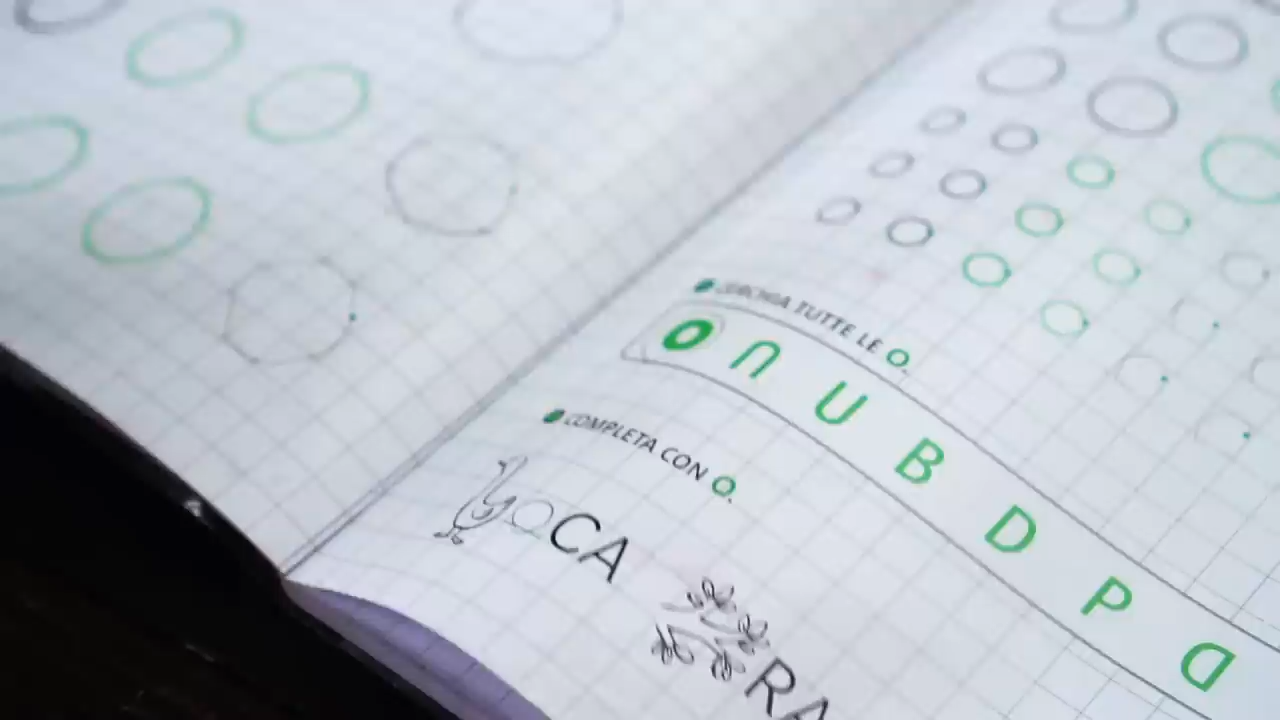 CERCHIA TUTTE LE O.
O U U B D P D
COMPLETA CON O.
OCA
RA